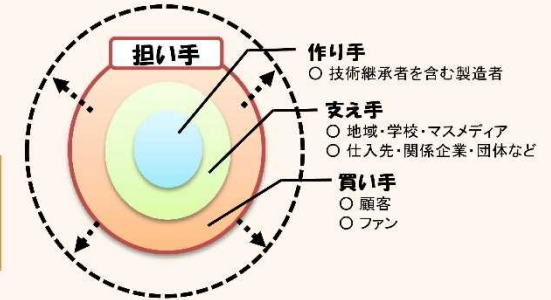 担い手
作り手
〇 技術継承者を含む製造者
支え手
〇 地域・学校・マスメディア
〇 仕入先・関係企業・団体など
買い手
〇 顧客
〇 ファン